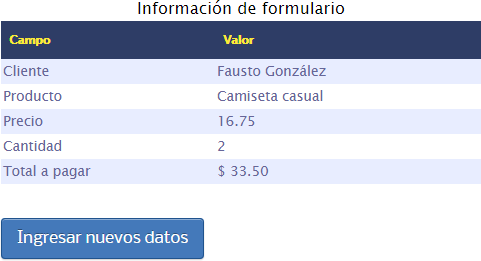 Información de formulario
Campo Valor
Cliente Fausto González
Producto Camiseta casual
Precio 16.75
Cantidad 2
Total a pagar $ 33.50
Ingresar nuevos datos